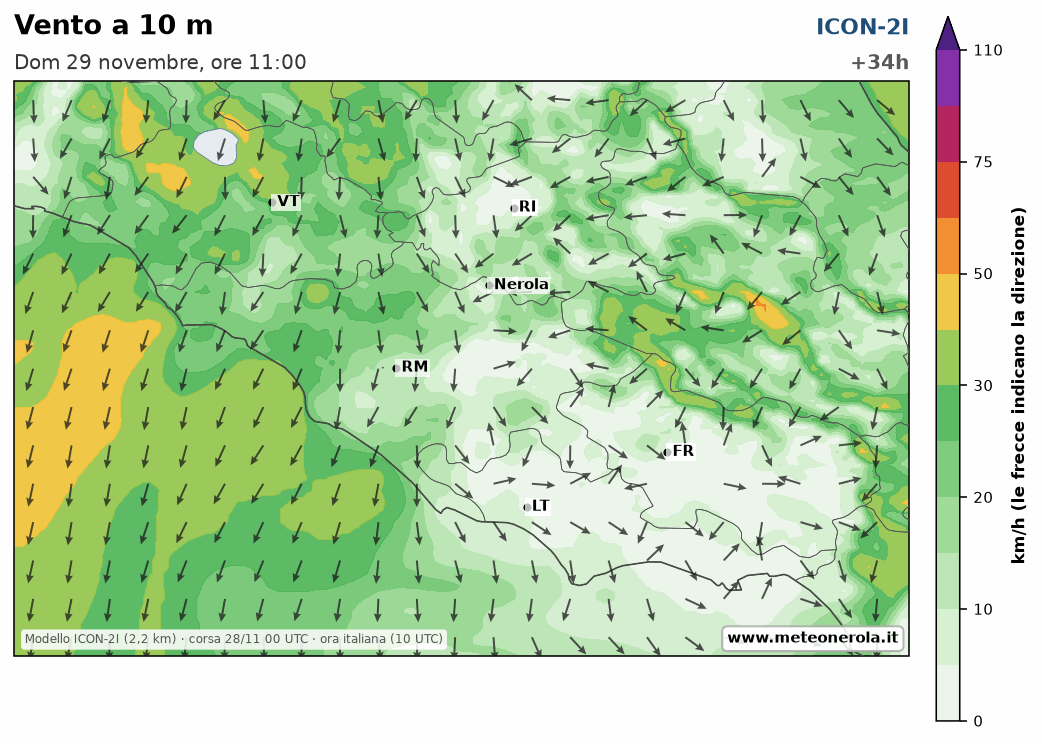 Vento a 10 m
ICON-2I
Dom 29 novembre, ore 11:00
+34h
VT
RI
Nerola
RM
FR
LT
Modello ICON-2I (2,2 km) · corsa 28/11 00 UTC · ora italiana (10 UTC)
www.meteonerola.it
110
75
50
30
20
10
0
km/h (le frecce indicano la direzione)